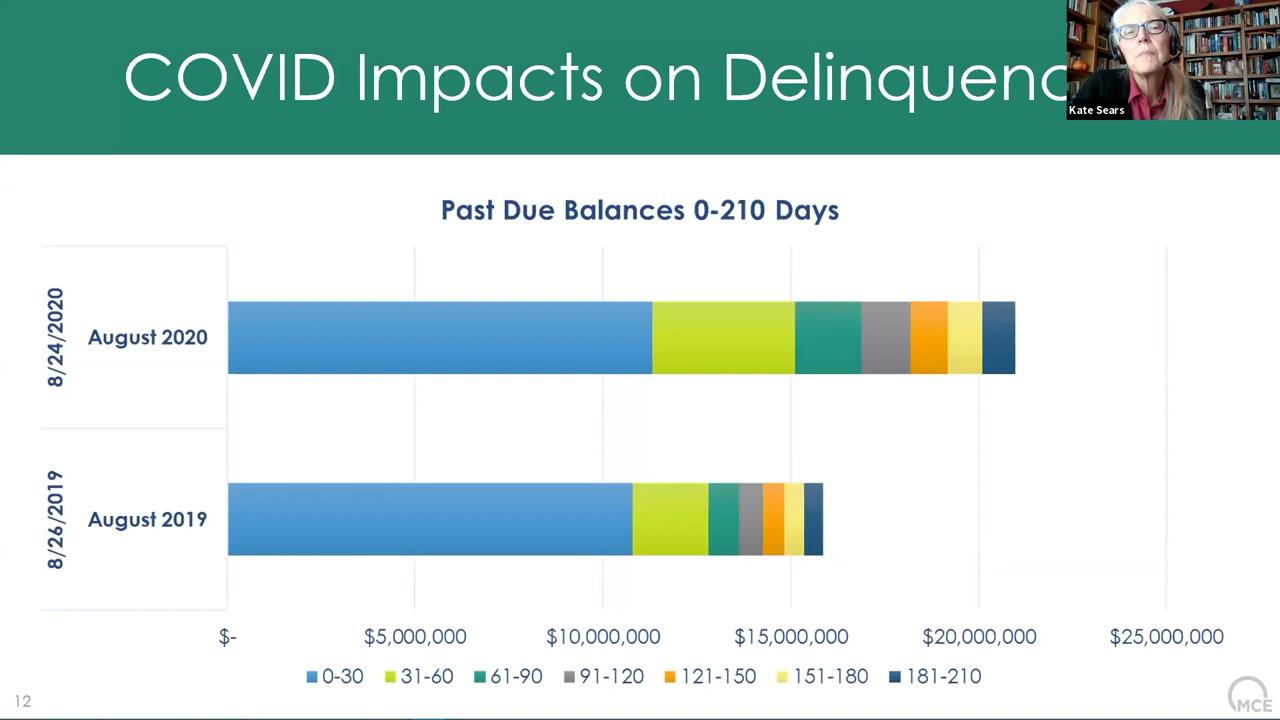 COVID Impacts on Delinquenc
Kate Sears
Past Due Balances 0-210 Days
8/24/2020
August 2020
8/26/2019
August 2019
$- $5,000,000 $10,000,000 $15,000,000 $20,000,000 $25,000,000
0-30 31-60 61-90 91-120 121-150 151-180 181-210
12
MCE